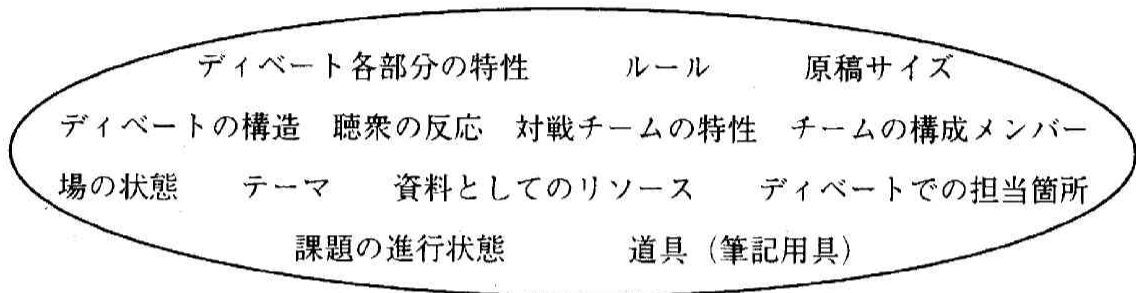 ディベート各部分の特性 ルール 原稿サイズ
ディベートの構造 聴衆の反応 対戦チームの特性 チームの構成メンバー
場の状態 テーマ 資料としてのリソース ディベートでの担当箇所
課題の進行状態 道具（筆記用具）